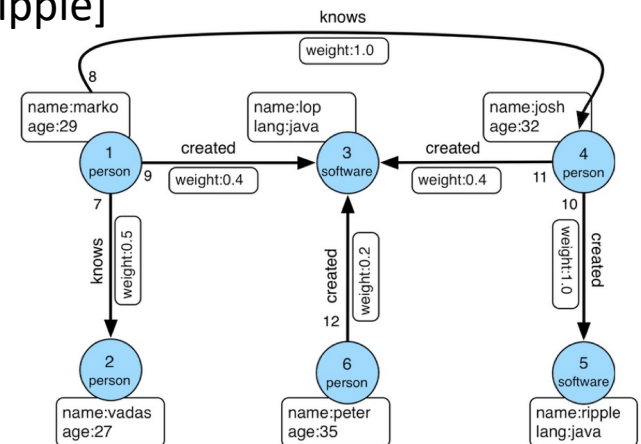 ipple]
knows
weight:1.0
8
name:marko
age:29
name:lop
lang:java
name:josh
age:32
1
person
created
9
weight:0.4
3
software
created
weight:0.4
11
4
person
7
knows
weight:0.5
created
weight:0.2
12
10
created
weight:1.0
2
person
name:vadas
age:27
6
person
name:peter
age:35
5
software
name:ripple
lang:java